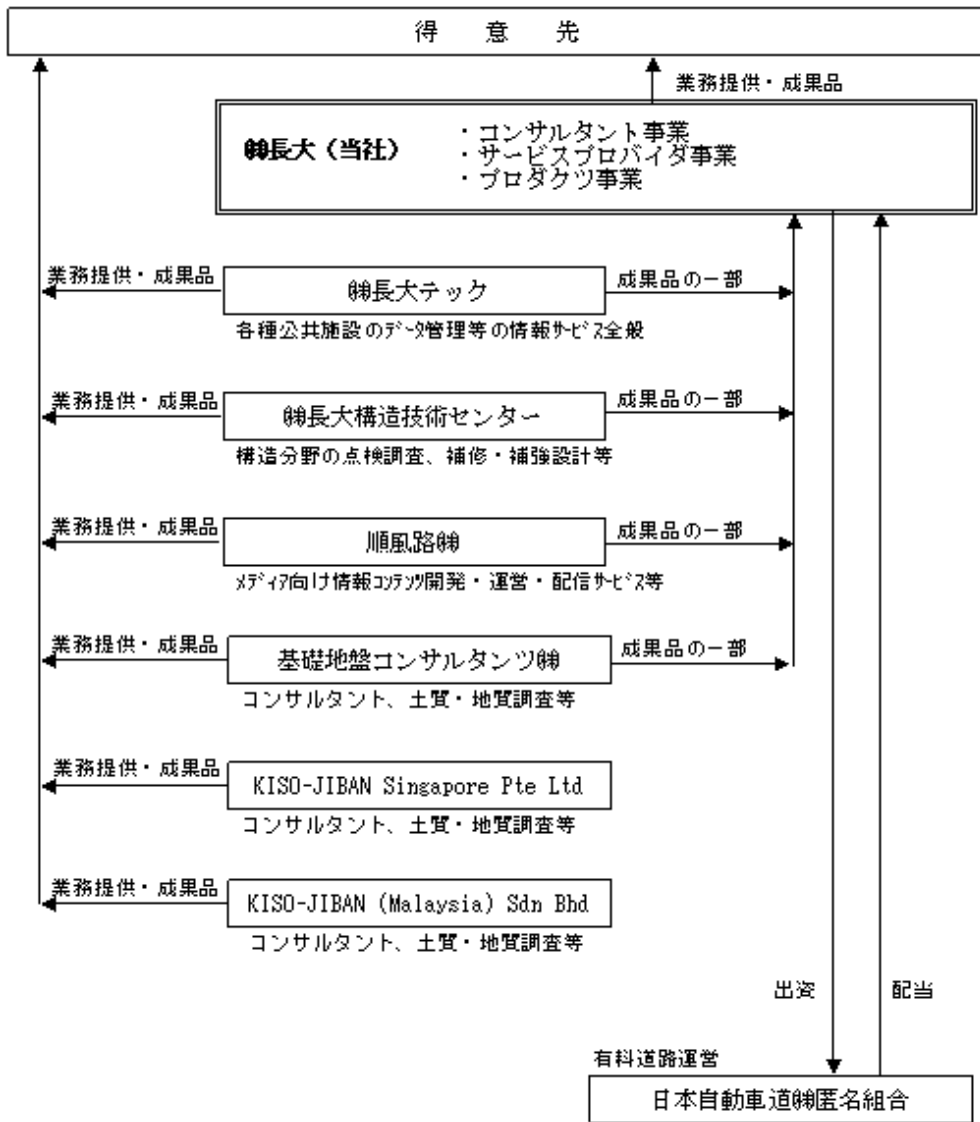 得意先
業務提供・成果品
㈱長大（当社）
・コンサルタント事業
・サービスプロバイダ事業
・プロダクツ事業
業務提供・成果品
㈱長大テック
成果品の一部
各種公共施設のﾃﾞｰﾀ管理等の情報ｻｰﾋﾞｽ全般
業務提供・成果品
㈱長大構造技術センター
成果品の一部
構造分野の点検調査、補修・補強設計等
業務提供・成果品
順風路㈱
成果品の一部
ﾒﾃﾞｨｱ向け情報ｺﾝﾃﾝﾂ開発・運営・配信ｻｰﾋﾞｽ等
業務提供・成果品
基礎地盤コンサルタンツ㈱
成果品の一部
コンサルタント、土質・地質調査等
業務提供・成果品
KISO-JIBAN Singapore Pte Ltd
コンサルタント、土質・地質調査等
業務提供・成果品
KISO-JIBAN (Malaysia) Sdn Bhd
コンサルタント、土質・地質調査等
出資
配当
有料道路運営
日本自動車道㈱匿名組合